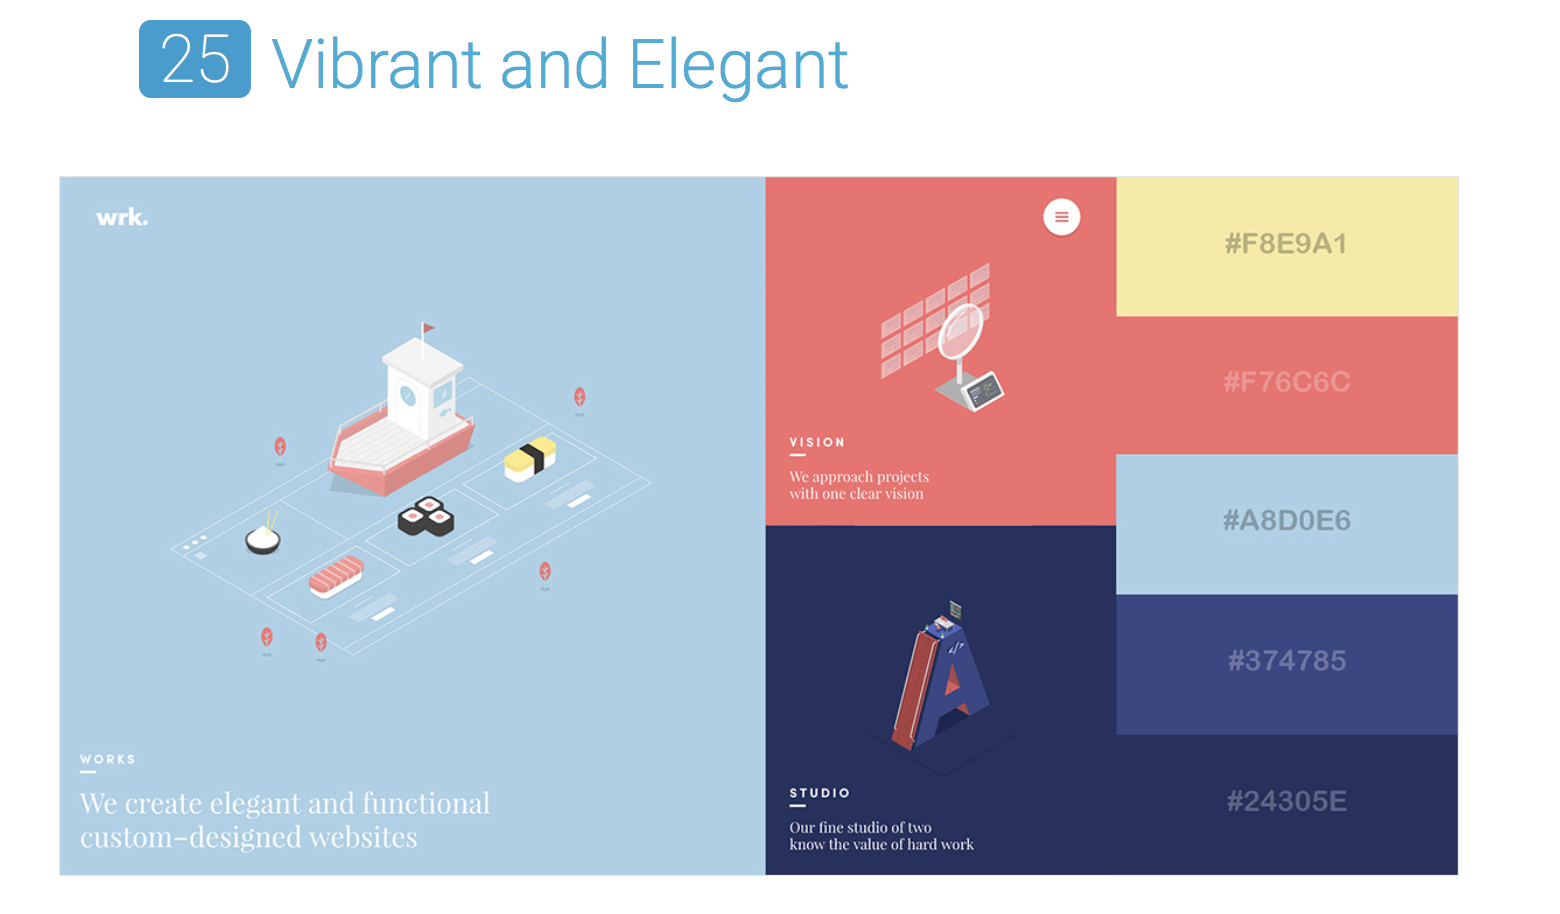 25 Vibrant and Elegant
wrk.
WORKS
We create elegant and functional
custom-designed websites
VISION
We approach projects
with one clear vision
</>
STUDIO
Our fine studio of two
know the value of hard work
#F8E9A1
#F76C6C
#A8D0E6
#374785
#24305E